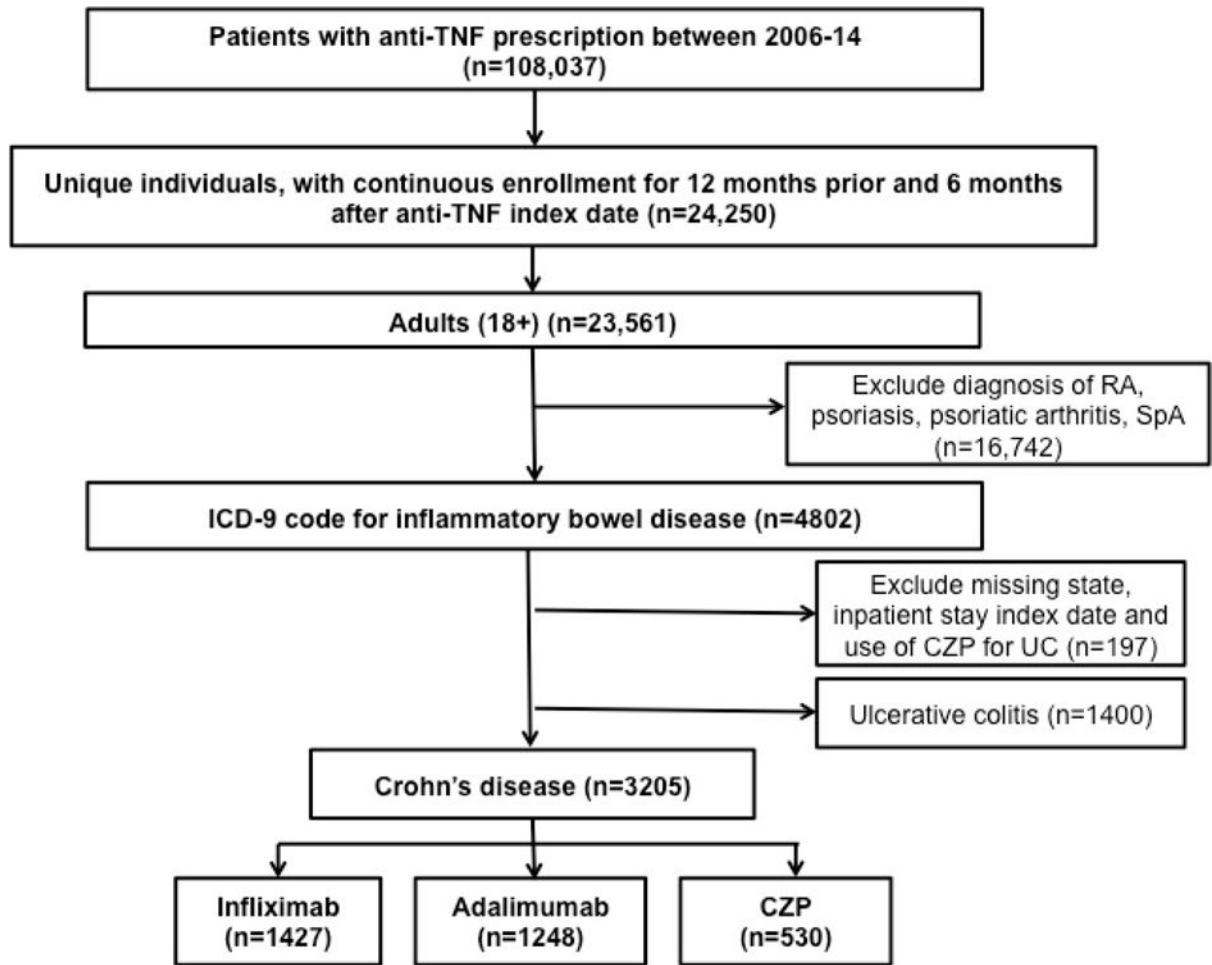 Patients with anti-TNF prescription between 2006-14
(n=108,037)
Unique individuals, with continuous enrollment for 12 months prior and 6 months
after anti-TNF index date (n=24,250)
Adults (18+) (n=23,561)
Exclude diagnosis of RA,
psoriasis, psoriatic arthritis, SpA
(n=16,742)
ICD-9 code for inflammatory bowel disease (n=4802)
Exclude missing state,
inpatient stay index date and
use of CZP for UC (n=197)
Ulcerative colitis (n=1400)
Crohn's disease (n=3205)
Infliximab
(n=1427)
Adalimumab
(n=1248)
CZP
(n=530)